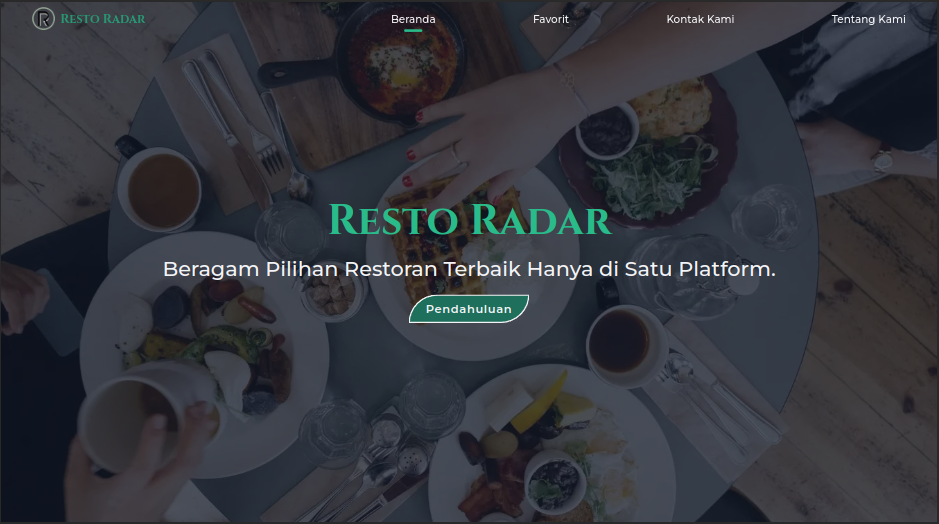 Resto Radar
Beranda
Favorit
Kontak Kami
Tentang Kami
Resto Radar
Beragam Pilihan Restoran Terbaik Hanya di Satu Platform.
Pendahuluan